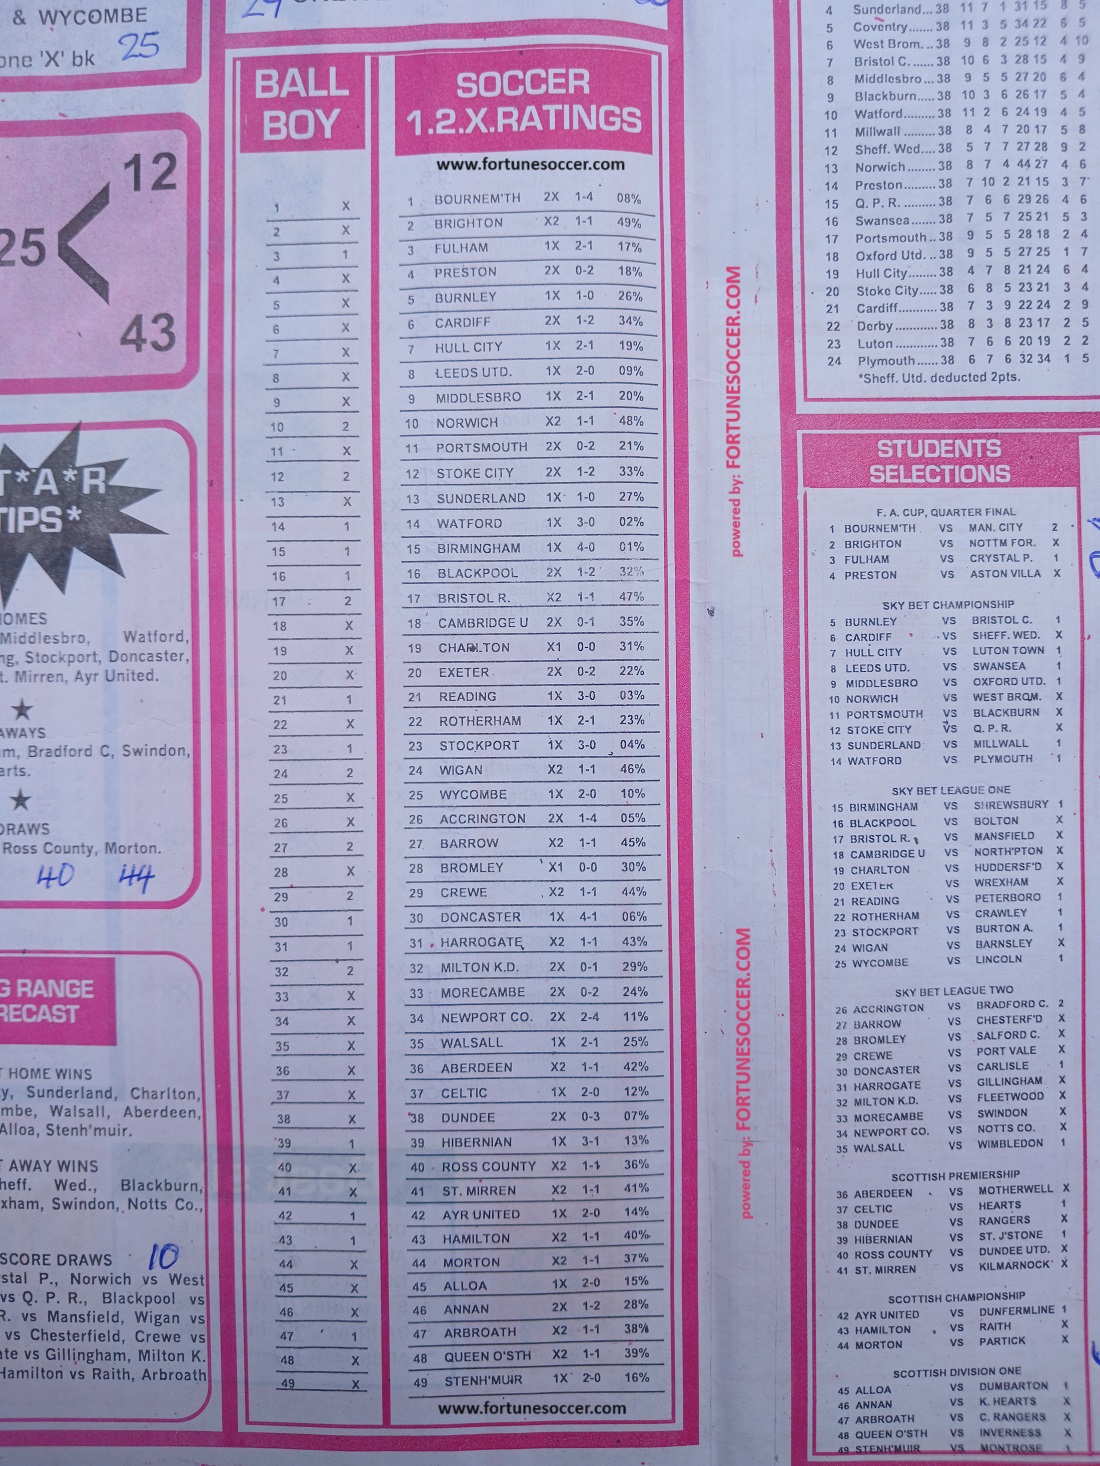 & WYCOMBE
one 'X' bk 25
12
25
43
T*A*R
TIPS*
HOMES
Middlesbro, Watford,
ng, Stockport, Doncaster,
t. Mirren, Ayr United.
AWAYS
m, Bradford C, Swindon,
arts.
DRAWS
Ross County, Morton.
40 44
G RANGE
RECAST
T HOME WINS
y, Sunderland, Charlton,
mbe, Walsall, Aberdeen,
Alloa, Stenh'muir.
T AWAY WINS
heff. Wed., Blackburn,
xham, Swindon, Notts Co.,
SCORE DRAWS 10
stal P., Norwich vs West
vs Q. P. R., Blackpool vs
R. vs Mansfield, Wigan vs
vs Chesterfield, Crewe vs
ate vs Gillingham, Milton K.
Hamilton vs Raith, Arbroath
BALL
BOY
1 X
2 X
3 1
4 X
5 X
6 X
7 X
8 X
9 X
10 2
11 X
12 2
13 X
14 1
15 1
16 1
17 2
18 X
19 X
20 X
21 1
22 X
23 1
24 2
25 X
26 X
27 2
28 X
29 2
30 1
31 1
32 2
33 X
34 X
35 X
36 X
37 X
38 X
39 1
40 X
41 X
42 1
43 1
44 X
45 X
46 X
47 1
48 X
49 X
SOCCER
1.2.X.RATINGS
www.fortunesoccer.com
1 BOURNEM'TH 2X 1-4 08%
2 BRIGHTON X2 1-1 49%
3 FULHAM 1X 2-1 17%
4 PRESTON 2X 0-2 18%
5 BURNLEY 1X 1-0 26%
6 CARDIFF 2X 1-2 34%
7 HULL CITY 1X 2-1 19%
8 LEEDS UTD. 1X 2-0 09%
9 MIDDLESBRO 1X 2-1 20%
10 NORWICH X2 1-1 48%
11 PORTSMOUTH 2X 0-2 21%
12 STOKE CITY 2X 1-2 33%
13 SUNDERLAND 1X 1-0 27%
14 WATFORD 1X 3-0 02%
15 BIRMINGHAM 1X 4-0 01%
16 BLACKPOOL 2X 1-2 32%
17 BRISTOL R. X2 1-1 47%
18 CAMBRIDGE U 2X 0-1 35%
19 CHARLTON X1 0-0 31%
20 EXETER 2X 0-2 22%
21 READING 1X 3-0 03%
22 ROTHERHAM 1X 2-1 23%
23 STOCKPORT 1X 3-0 04%
24 WIGAN X2 1-1 46%
25 WYCOMBE 1X 2-0 10%
26 ACCRINGTON 2X 1-4 05%
27 BARROW X2 1-1 45%
28 BROMLEY X1 0-0 30%
29 CREWE X2 1-1 44%
30 DONCASTER 1X 4-1 06%
31 HARROGATE X2 1-1 43%
32 MILTON K.D. 2X 0-1 29%
33 MORECAMBE 2X 0-2 24%
34 NEWPORT CO. 2X 2-4 11%
35 WALSALL 1X 2-1 25%
36 ABERDEEN X2 1-1 42%
37 CELTIC 1X 2-0 12%
38 DUNDEE 2X 0-3 07%
39 HIBERNIAN 1X 3-1 13%
40 ROSS COUNTY X2 1-1 36%
41 ST. MIRREN X2 1-1 41%
42 AYR UNITED 1X 2-0 14%
43 HAMILTON X2 1-1 40%
44 MORTON X2 1-1 37%
45 ALLOA 1X 2-0 15%
46 ANNAN 2X 1-2 28%
47 ARBROATH X2 1-1 38%
48 QUEEN O'STH X2 1-1 39%
49 STENH'MUIR 1X 2-0 16%
www.fortunesoccer.com
powered by: FORTUNESOCCER.COM
powered by: FORTUNESOCCER.COM
4 Sunderland... 38 11 7 1 31 15 8 5
5 Coventry....... 38 11 3 5 34 22 6 5
6 West Brom. .. 38 9 8 2 25 12 4 10
7 Bristol C. ...... 38 10 6 3 28 15 4 9
8 Middlesbro ... 38 9 5 5 27 20 6 4
9 Blackburn..... 38 10 3 6 26 17 5 4
10 Watford......... 38 11 2 6 24 19 4 5
11 Millwall ......... 38 8 4 7 20 17 5 8
12 Sheff. Wed.... 38 5 7 7 27 28 9 2
13 Norwich ........ 38 8 7 4 44 27 4 6
14 Preston......... 38 7 10 2 21 15 3 7
15 Q. P. R. ......... 38 7 6 6 29 26 4 6
16 Swansea....... 38 7 5 7 25 21 5 3
17 Portsmouth .. 38 9 5 5 28 18 2 4
18 Oxford Utd. .. 38 9 5 5 27 25 1 7
19 Hull City........ 38 4 7 8 21 24 6 4
20 Stoke City..... 38 6 8 5 23 21 3 4
21 Cardiff........... 38 7 3 9 22 24 2 9
22 Derby ............ 38 8 3 8 23 17 2 5
23 Luton ............ 38 7 6 6 20 19 2 2
24 Plymouth ...... 38 6 7 6 32 34 1 5
*Sheff. Utd. deducted 2pts.
STUDENTS
SELECTIONS
F. A. CUP, QUARTER FINAL
1 BOURNEM'TH VS MAN. CITY 2
2 BRIGHTON VS NOTTM FOR. X
3 FULHAM VS CRYSTAL P. 1
4 PRESTON VS ASTON VILLA X
SKY BET CHAMPIONSHIP
5 BURNLEY VS BRISTOL C. 1
6 CARDIFF VS SHEFF. WED. X
7 HULL CITY VS LUTON TOWN 1
8 LEEDS UTD. VS SWANSEA 1
9 MIDDLESBRO VS OXFORD UTD. 1
10 NORWICH VS WEST BROM. X
11 PORTSMOUTH VS BLACKBURN X
12 STOKE CITY VS Q. P. R. X
13 SUNDERLAND VS MILLWALL 1
14 WATFORD VS PLYMOUTH 1
SKY BET LEAGUE ONE
15 BIRMINGHAM VS SHREWSBURY 1
16 BLACKPOOL VS BOLTON X
17 BRISTOL R. VS MANSFIELD X
18 CAMBRIDGE U VS NORTH'PTON X
19 CHARLTON VS HUDDERSF'D X
20 EXETER VS WREXHAM X
21 READING VS PETERBORO 1
22 ROTHERHAM VS CRAWLEY 1
23 STOCKPORT VS BURTON A. 1
24 WIGAN VS BARNSLEY X
25 WYCOMBE VS LINCOLN 1
SKY BET LEAGUE TWO
26 ACCRINGTON VS BRADFORD C. 2
27 BARROW VS CHESTERF'D X
28 BROMLEY VS SALFORD C. X
29 CREWE VS PORT VALE X
30 DONCASTER VS CARLISLE 1
31 HARROGATE VS GILLINGHAM X
32 MILTON K.D. VS FLEETWOOD X
33 MORECAMBE VS SWINDON X
34 NEWPORT CO. VS NOTTS CO. X
35 WALSALL VS WIMBLEDON 1
SCOTTISH PREMIERSHIP
36 ABERDEEN VS MOTHERWELL X
37 CELTIC VS HEARTS 1
38 DUNDEE VS RANGERS X
39 HIBERNIAN VS ST. J'STONE 1
40 ROSS COUNTY VS DUNDEE UTD. X
41 ST. MIRREN VS KILMARNOCK X
SCOTTISH CHAMPIONSHIP
42 AYR UNITED VS DUNFERMLINE 1
43 HAMILTON VS RAITH X
44 MORTON VS PARTICK X
SCOTTISH DIVISION ONE
45 ALLOA VS DUMBARTON 1
46 ANNAN VS K. HEARTS X
47 ARBROATH VS C. RANGERS X
48 QUEEN O'STH VS INVERNESS X
49 STENH'MUIR VS MONTROSE 1